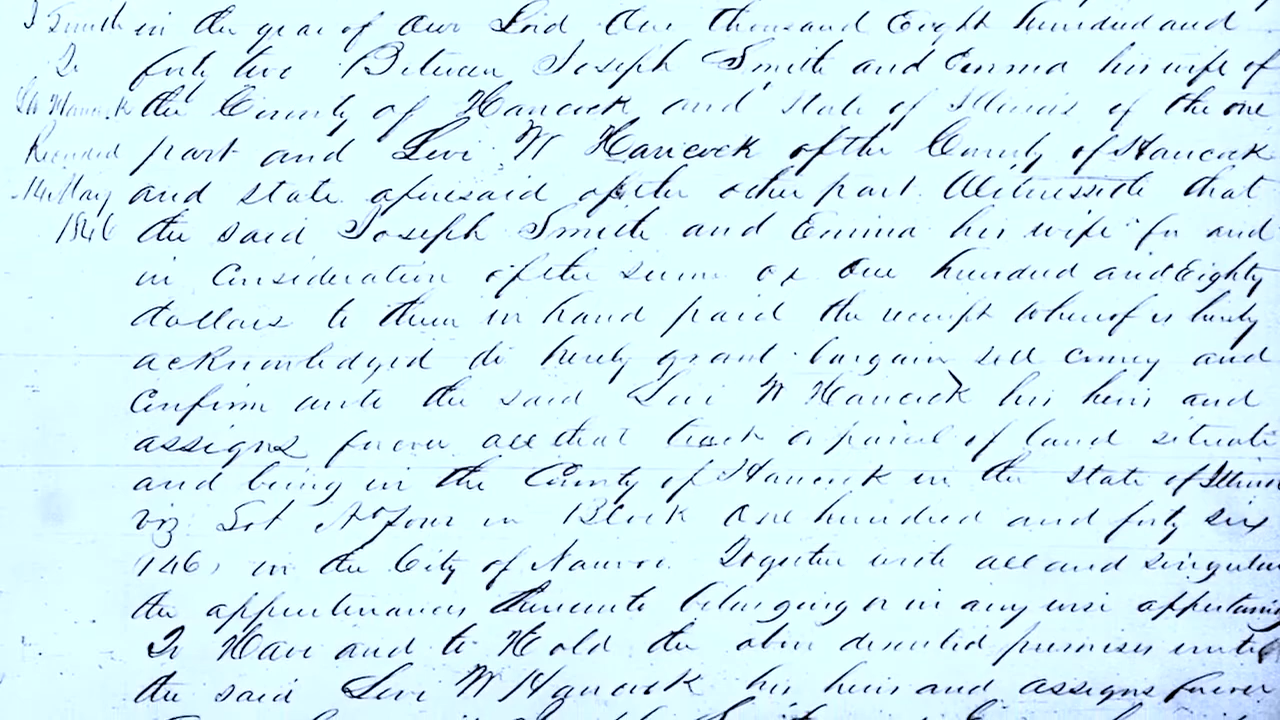 J Smith in the year of our Lord One thousand Eight hundred and
To forty two Between Joseph Smith and Emma his wife of
Hancock the County of Hancock and State of Illinois of the one
Recorded part and Levi W Hancock of the County of Hancock
14 May and state aforesaid of the other part. Witnesseth that
1846 the said Joseph Smith and Emma his wife for and
in Consideration of the sum of One hundred and Eighty
dollars to them in hand paid the receipt whereof is hereby
acknowledged do hereby grant bargain sell convey and
Confirm unto the said Levi W Hancock his heirs and
assigns forever all that track or parcel of land situate
and being in the County of Hancock in the State of Illinois
viz Lot No four in Block One hundred and forty six
146, in the City of Nauvoo. Together with all and singular
the appurtenances thereunto belonging or in any wise appertaining
To Have and to Hold the above described premises unto
the said Levi W Hancock his heirs and assigns forever